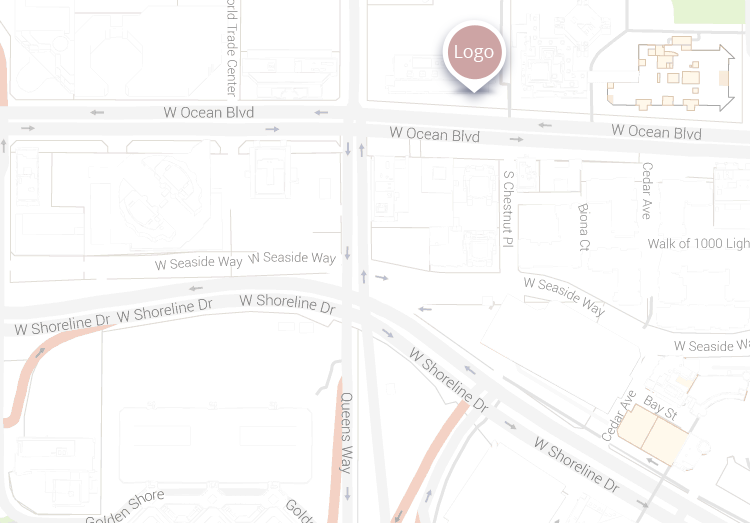 World Trade Center
Logo
W Ocean Blvd
W Ocean Blvd
W Ocean Blvd
S Chestnut Pl
Biona Ct
Cedar Ave
Walk of 1000 Ligh
W Seaside Way
W Seaside Way
W Seaside Way
W Shoreline Dr
W Shoreline Dr
W Shoreline Dr
W Seaside
W Shoreline Dr
Queens Way
Cedar Ave
Bay St
W Shoreline Dr
Golden Shore
Gol